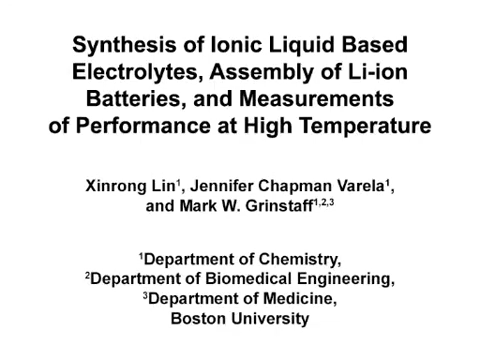 Synthesis of Ionic Liquid Based
Electrolytes, Assembly of Li-ion
Batteries, and Measurements
of Performance at High Temperature
Xinrong Lin¹, Jennifer Chapman Varela¹,
and Mark W. Grinstaff¹,²,³
¹Department of Chemistry,
²Department of Biomedical Engineering,
³Department of Medicine,
Boston University